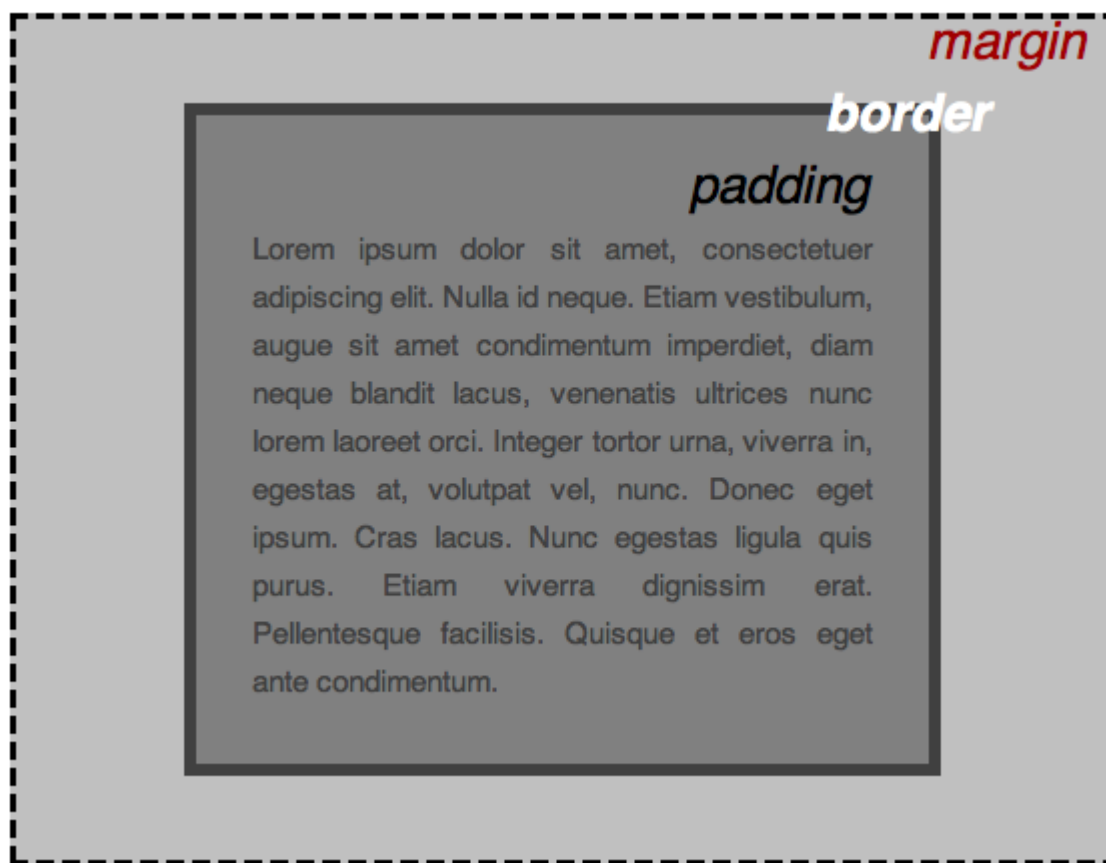 margin
border
padding
Lorem ipsum dolor sit amet, consectetuer
adipiscing elit. Nulla id neque. Etiam vestibulum,
augue sit amet condimentum imperdiet, diam
neque blandit lacus, venenatis ultrices nunc
lorem laoreet orci. Integer tortor urna, viverra in,
egestas at, volutpat vel, nunc. Donec eget
ipsum. Cras lacus. Nunc egestas ligula quis
purus. Etiam viverra dignissim erat.
Pellentesque facilisis. Quisque et eros eget
ante condimentum.